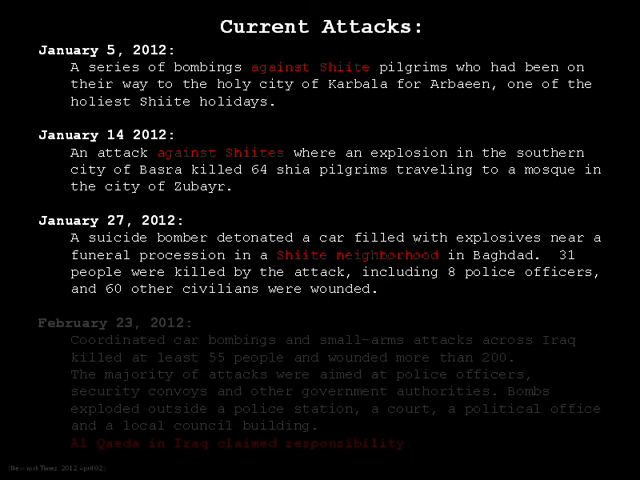 Current Attacks:
January 5, 2012:
A series of bombings against Shiite pilgrims who had been on
their way to the holy city of Karbala for Arbaeen, one of the
holiest Shiite holidays.
January 14 2012:
An attack against Shiites where an explosion in the southern
city of Basra killed 64 shia pilgrims traveling to a mosque in
the city of Zubayr.
January 27, 2012:
A suicide bomber detonated a car filled with explosives near a
funeral procession in a Shiite neighborhood in Baghdad. 31
people were killed by the attack, including 8 police officers,
and 60 other civilians were wounded.
February 23, 2012:
Coordinated car bombings and small-arms attacks across Iraq
killed at least 55 people and wounded more than 200.
The majority of attacks were aimed at police officers,
security convoys and other government authorities. Bombs
exploded outside a police station, a court, a political office
and a local council building.
Al Qaeda in Iraq claimed responsibility
Times, 2012 April 02)